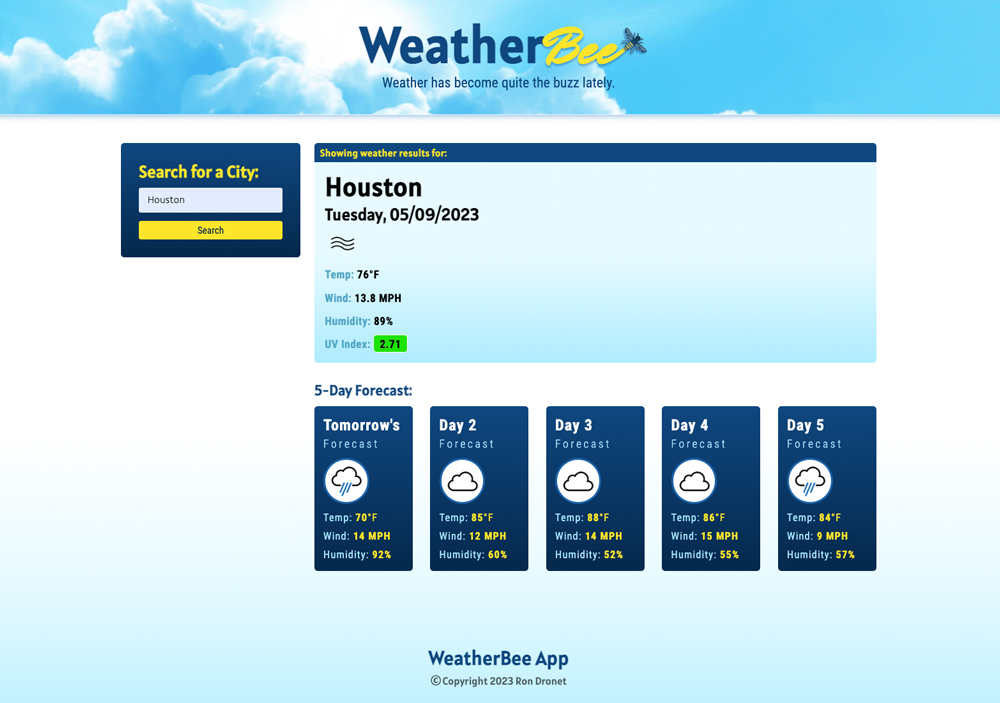 WeatherBee
Weather has become quite the buzz lately.
Search for a City:
Houston
Search
Showing weather results for:
Houston
Tuesday, 05/09/2023
Temp: 76°F
Wind: 13.8 MPH
Humidity: 89%
UV Index: 2.71
5-Day Forecast:
Tomorrow's
Forecast
Temp: 70°F
Wind: 14 MPH
Humidity: 92%
Day 2
Forecast
Temp: 85°F
Wind: 12 MPH
Humidity: 60%
Day 3
Forecast
Temp: 88°F
Wind: 14 MPH
Humidity: 52%
Day 4
Forecast
Temp: 86°F
Wind: 15 MPH
Humidity: 55%
Day 5
Forecast
Temp: 84°F
Wind: 9 MPH
Humidity: 57%
WeatherBee App
©Copyright 2023 Ron Dronet